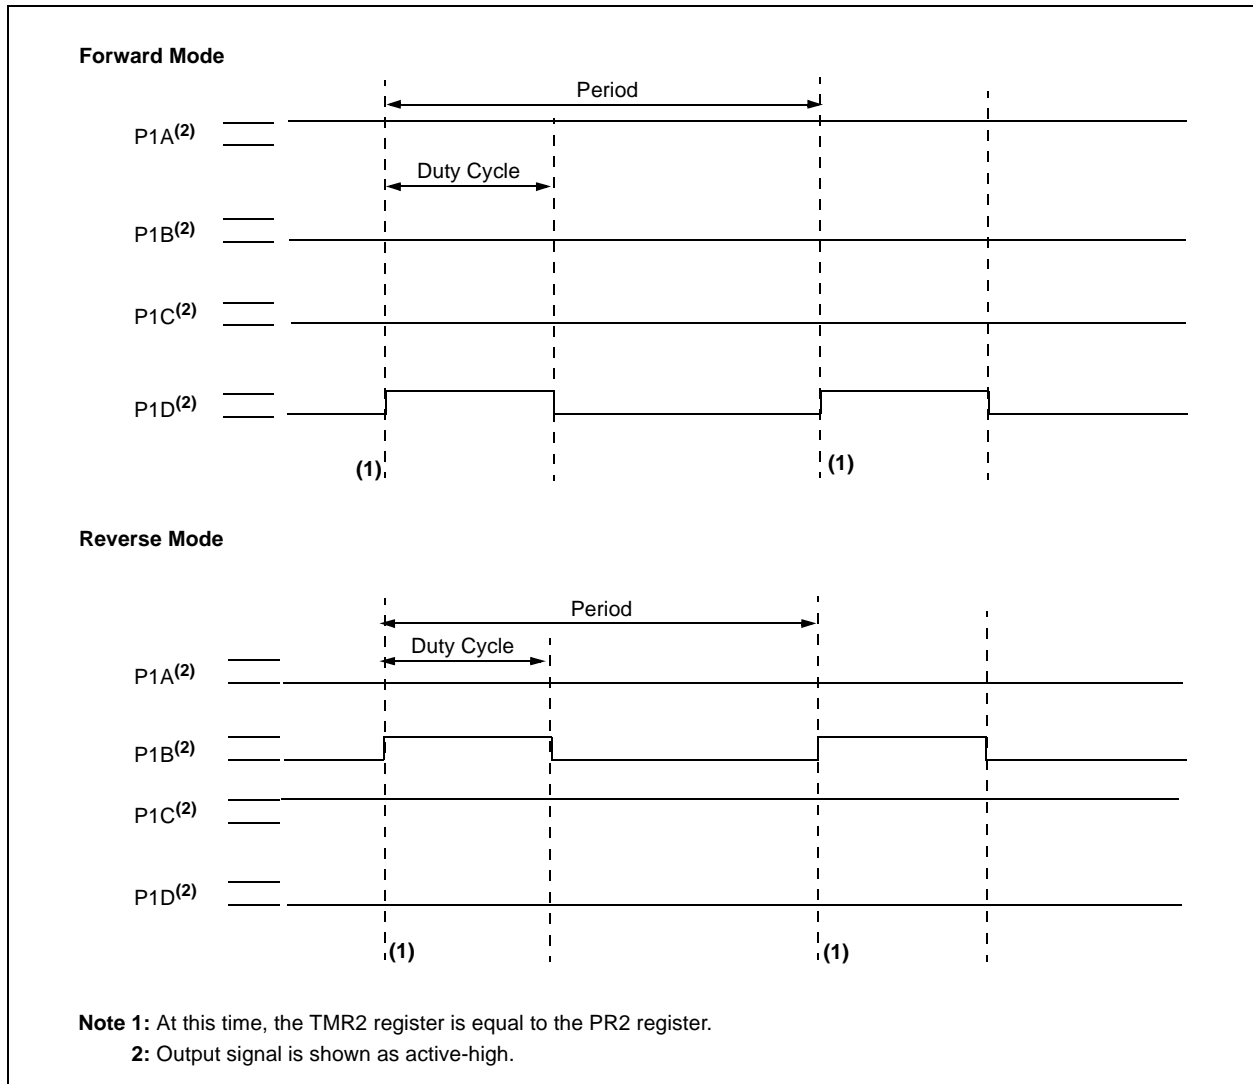 Forward Mode
Period
P1A(2)
Duty Cycle
P1B(2)
P1C(2)
P1D(2)
(1)
(1)
Reverse Mode
Period
Duty Cycle
P1A(2)
P1B(2)
P1C(2)
P1D(2)
(1)
(1)
Note 1: At this time, the TMR2 register is equal to the PR2 register.
2: Output signal is shown as active-high.